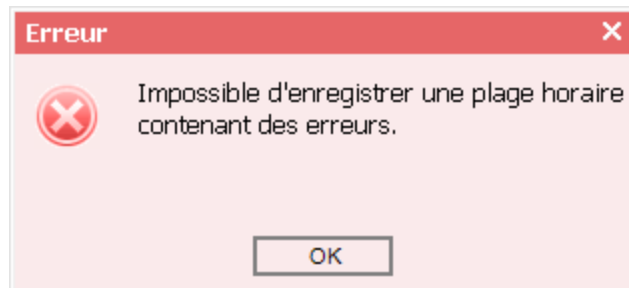 Erreur
Impossible d'enregistrer une plage horaire
contenant des erreurs.
OK